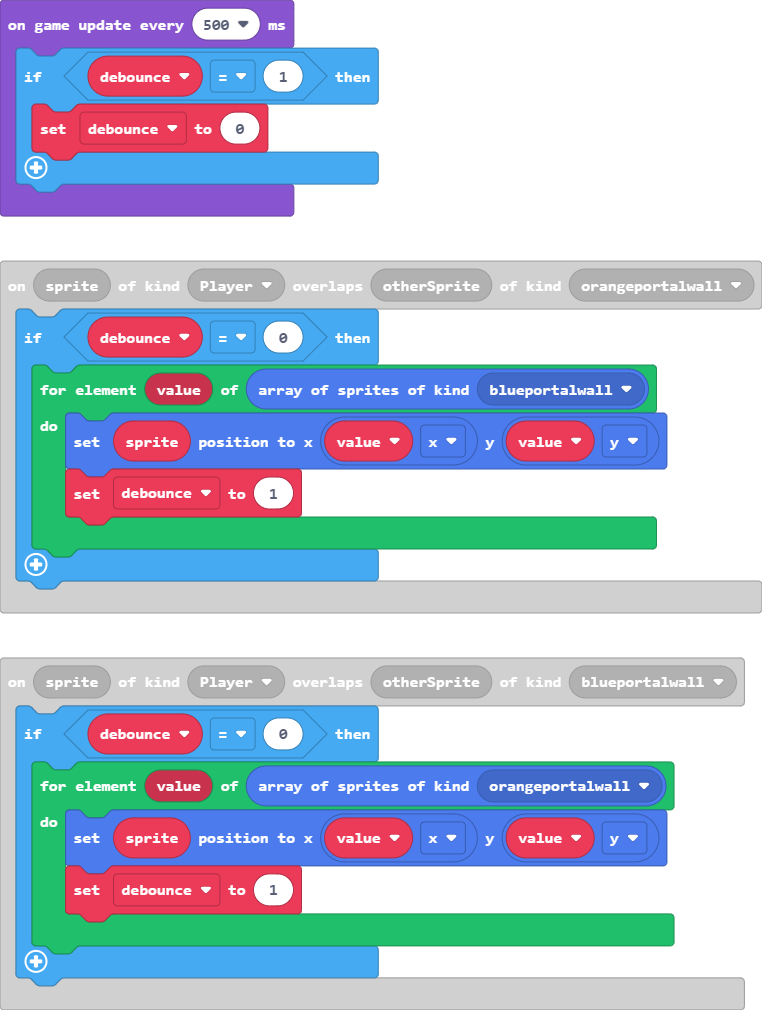 on game update every 500 ms
if debounce = 1 then
set debounce to 0
on sprite of kind Player overlaps otherSprite of kind orangeportalwall
if debounce = 0 then
for element value of array of sprites of kind blueportalwall
do
set sprite position to x value x y value y
set debounce to 1
on sprite of kind Player overlaps otherSprite of kind blueportalwall
if debounce = 0 then
for element value of array of sprites of kind orangeportalwall
do
set sprite position to x value x y value y
set debounce to 1